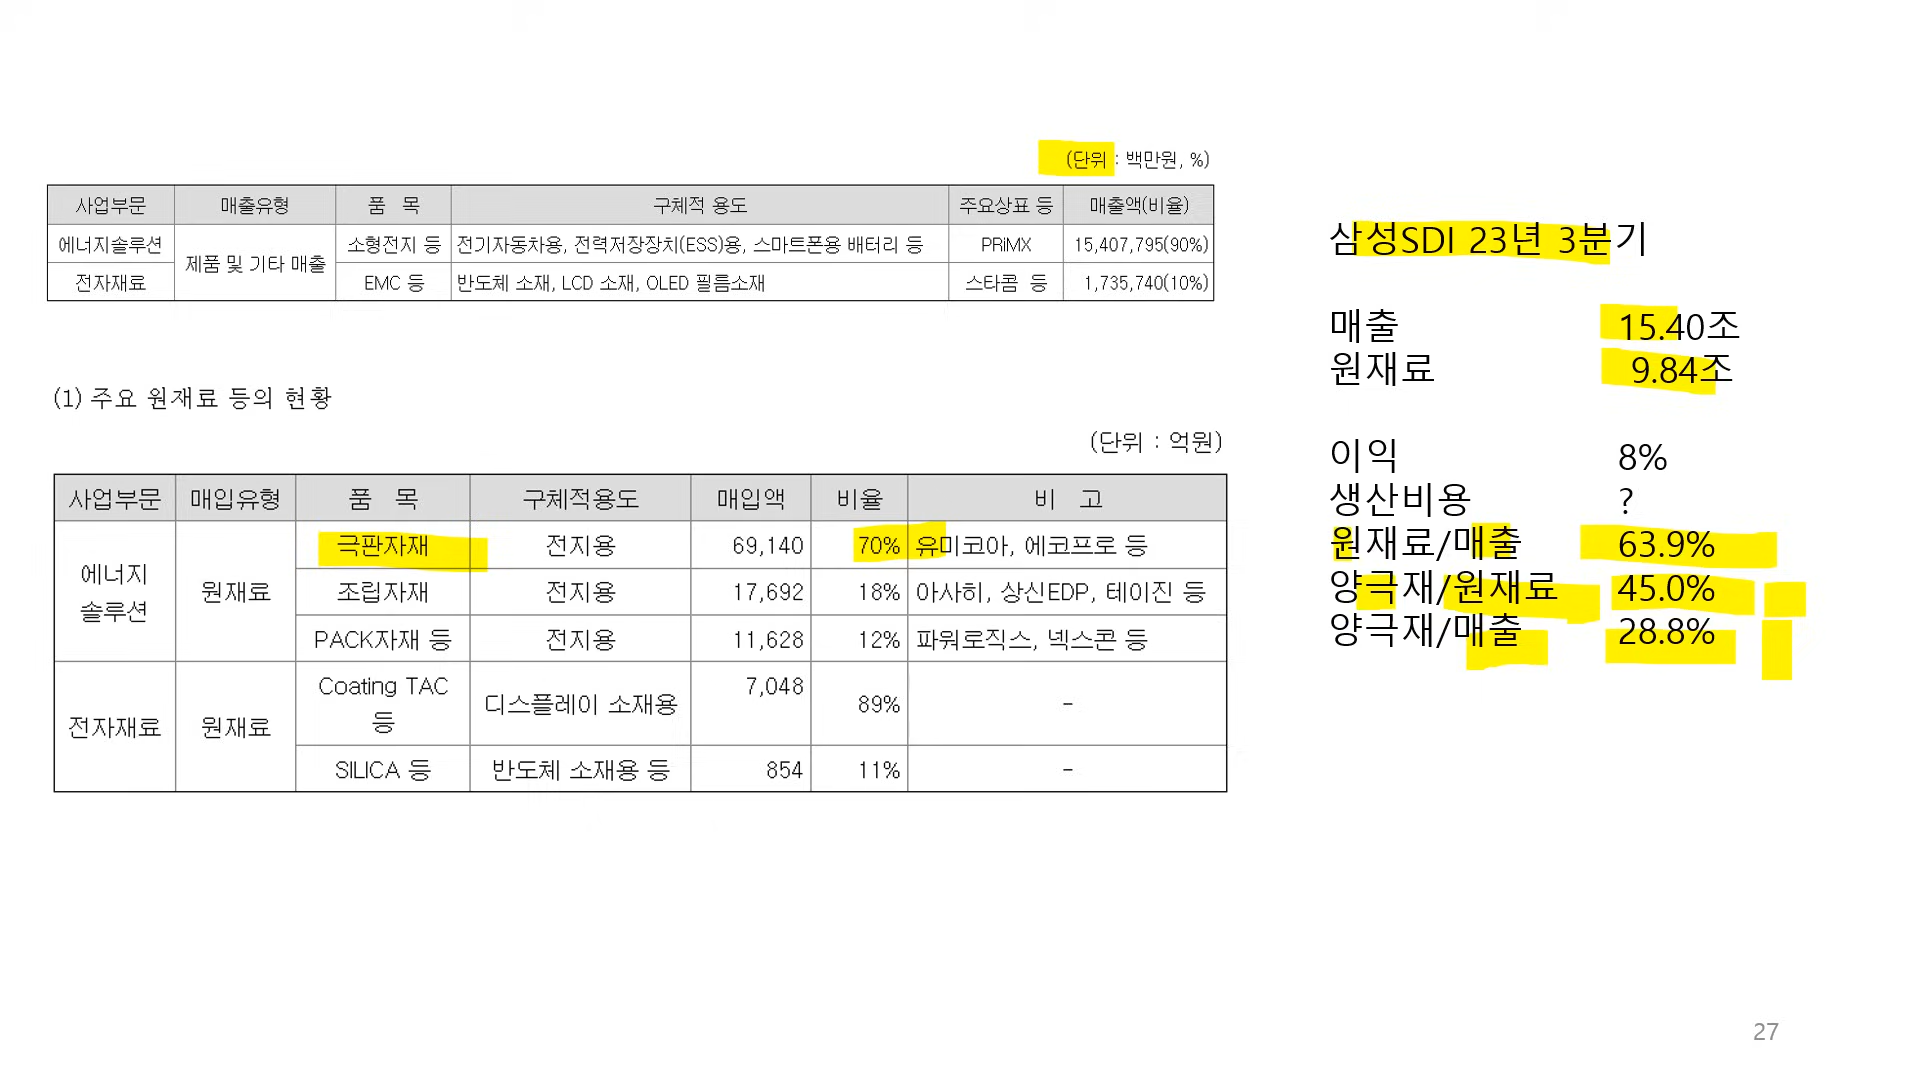 (단위 : 백만원, %)
사업부문 매출유형 품 목 구체적 용도 주요상표 등 매출액(비율)
에너지솔루션 제품 및 기타 매출 소형전지 등 전기자동차용, 전력저장장치(ESS)용, 스마트폰용 배터리 등 PRiMX 15,407,795(90%)
전자재료 EMC 등 반도체 소재, LCD 소재, OLED 필름소재 스타콤 등 1,735,740(10%)
(1) 주요 원재료 등의 현황
(단위 : 억원)
사업부문 매입유형 품 목 구체적용도 매입액 비율 비 고
에너지
솔루션
원재료
극판자재 전지용 69,140 70% 유미코아, 에코프로 등
조립자재 전지용 17,692 18% 아사히, 상신EDP, 테이진 등
PACK자재 등 전지용 11,628 12% 파워로직스, 넥스콘 등
전자재료 원재료
Coating TAC
등
디스플레이 소재용 7,048 89% -
SILICA 등 반도체 소재용 등 854 11% -
삼성SDI 23년 3분기
매출 15.40조
원재료 9.84조
이익 8%
생산비용 ?
원재료/매출 63.9%
양극재/원재료 45.0%
양극재/매출 28.8%
27